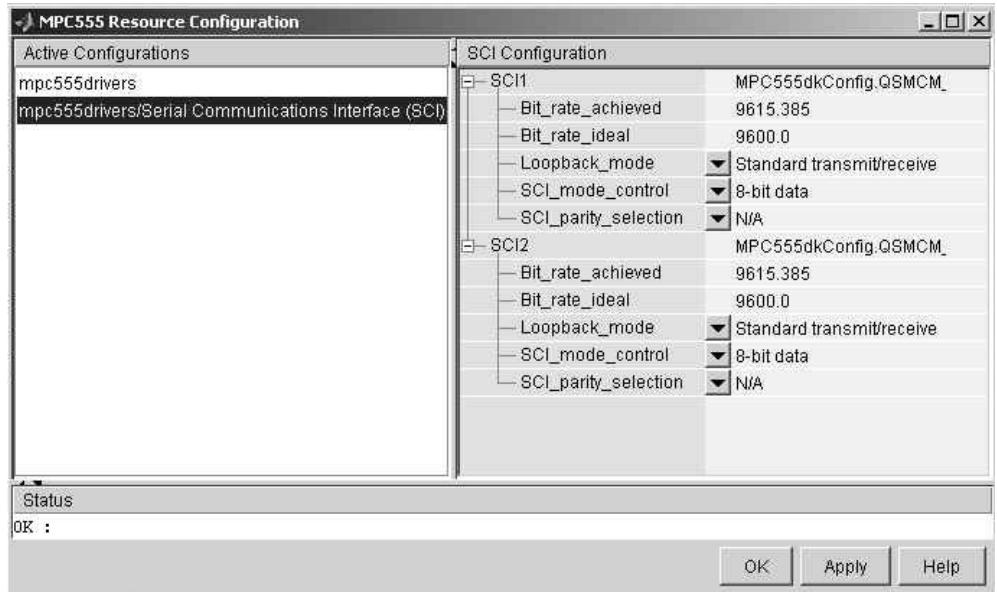 MPC555 Resource Configuration
Active Configurations
mpc555drivers
mpc555drivers/Serial Communications Interface (SCI)
SCI Configuration
SCI1 MPC555dkConfig.QSMCM_
Bit_rate_achieved 9615.385
Bit_rate_ideal 9600.0
Loopback_mode Standard transmit/receive
SCI_mode_control 8-bit data
SCI_parity_selection N/A
SCI2 MPC555dkConfig.QSMCM_
Bit_rate_achieved 9615.385
Bit_rate_ideal 9600.0
Loopback_mode Standard transmit/receive
SCI_mode_control 8-bit data
SCI_parity_selection N/A
Status
OK :
OK Apply Help